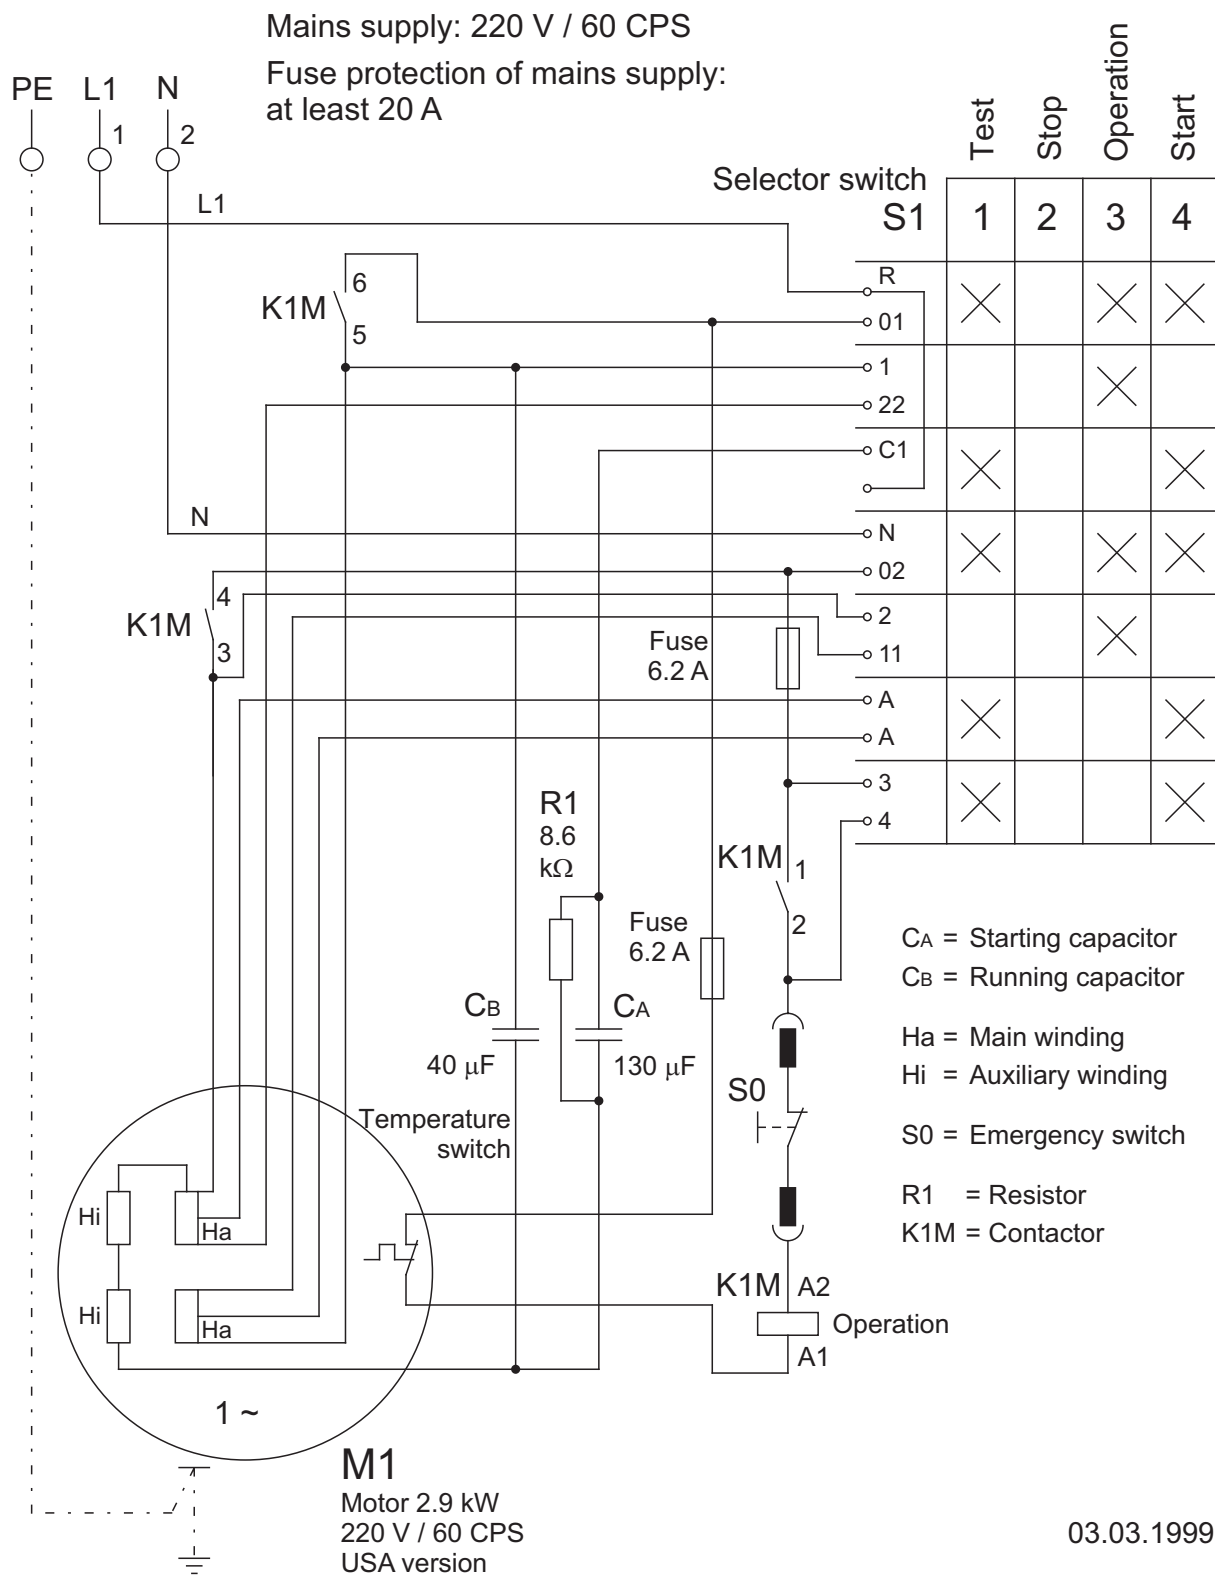 Mains supply: 220 V / 60 CPS
Fuse protection of mains supply:
at least 20 A
PE L1 N
1 2
Test
Stop
Operation
Start
Selector switch
S1 1 2 3 4
L1
R
01
K1M
6
5
1
22
C1
N
N
02
K1M
4
3
2
11
Fuse
6.2 A
A
A
3
4
R1
8.6
kΩ
K1M
1
2
Fuse
6.2 A
CB
40 µF
CA
130 µF
CA = Starting capacitor
CB = Running capacitor
Ha = Main winding
Hi = Auxiliary winding
S0 = Emergency switch
R1 = Resistor
K1M = Contactor
S0
Temperature
switch
Hi
Ha
Hi
Ha
K1M A2
Operation
A1
1 ~
M1
Motor 2.9 kW
220 V / 60 CPS
USA version
03.03.1999